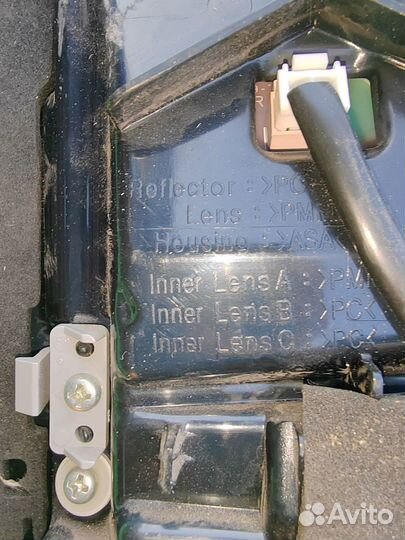 R
Reflector :>PC
Lens :>PM
Housing :>ASA
Inner Lens A :>PM
Inner Lens B :>PC<
Inner Lens C :>PC<
Avito